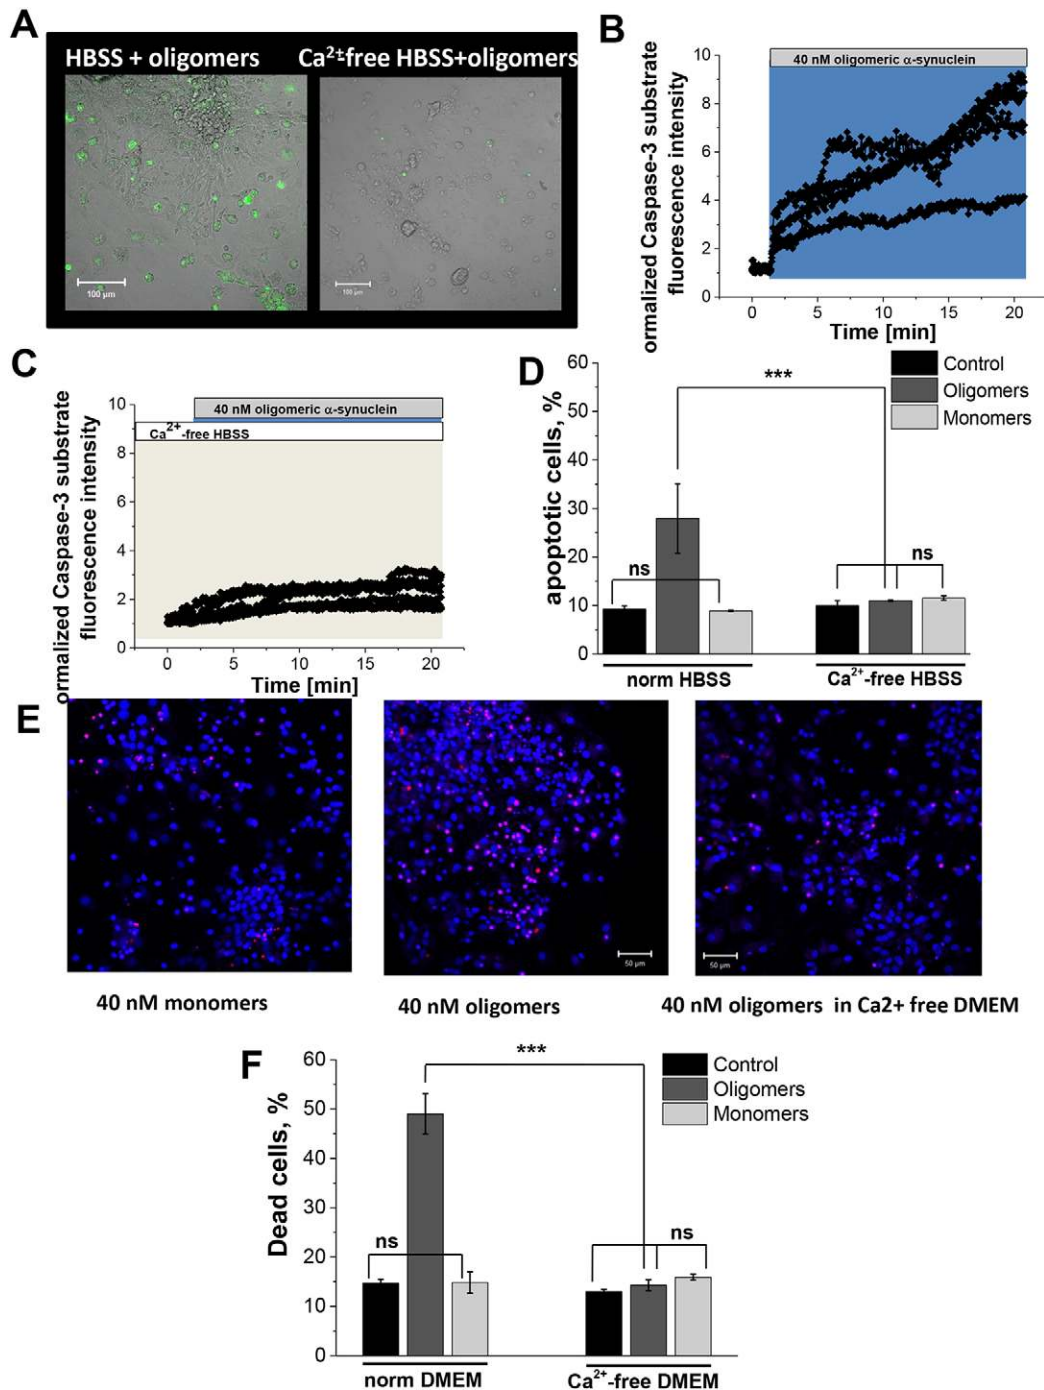 A
HBSS + oligomers
Ca2+-free HBSS+oligomers
100 µm
100 µm
B
ormalized Caspase-3 substrate
fluorescence intensity
10
8
6
4
2
0
40 nM oligomeric α-synuclein
0 5 10 15 20
Time [min]
C
ormalized Caspase-3 substrate
fluorescence intensity
10
8
6
4
2
0
40 nM oligomeric α-synuclein
Ca2+-free HBSS
0 5 10 15 20
Time [min]
D
apoptotic cells, %
60
50
40
30
20
10
0
***
Control
Oligomers
Monomers
ns
ns
norm HBSS
Ca2+-free HBSS
E
50 µm
50 µm
40 nM monomers
40 nM oligomers
40 nM oligomers in Ca2+ free DMEM
F
Dead cells, %
60
50
40
30
20
10
0
***
Control
Oligomers
Monomers
ns
ns
norm DMEM
Ca2+-free DMEM